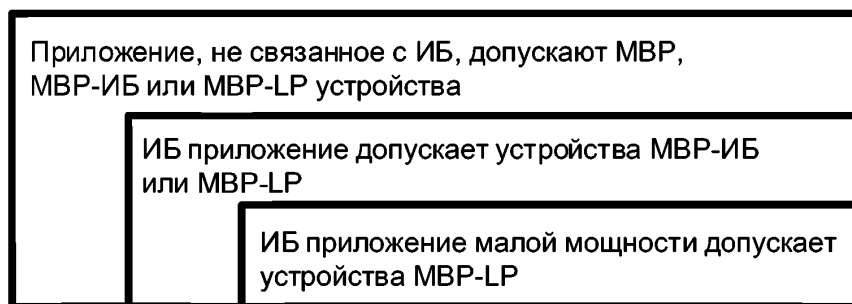 Приложение, не связанное с ИБ, допускают МВР,
МВР-ИБ или МВР-LP устройства
ИБ приложение допускает устройства МВР-ИБ
или МВР-LP
ИБ приложение малой мощности допускает
устройства МВР-LP